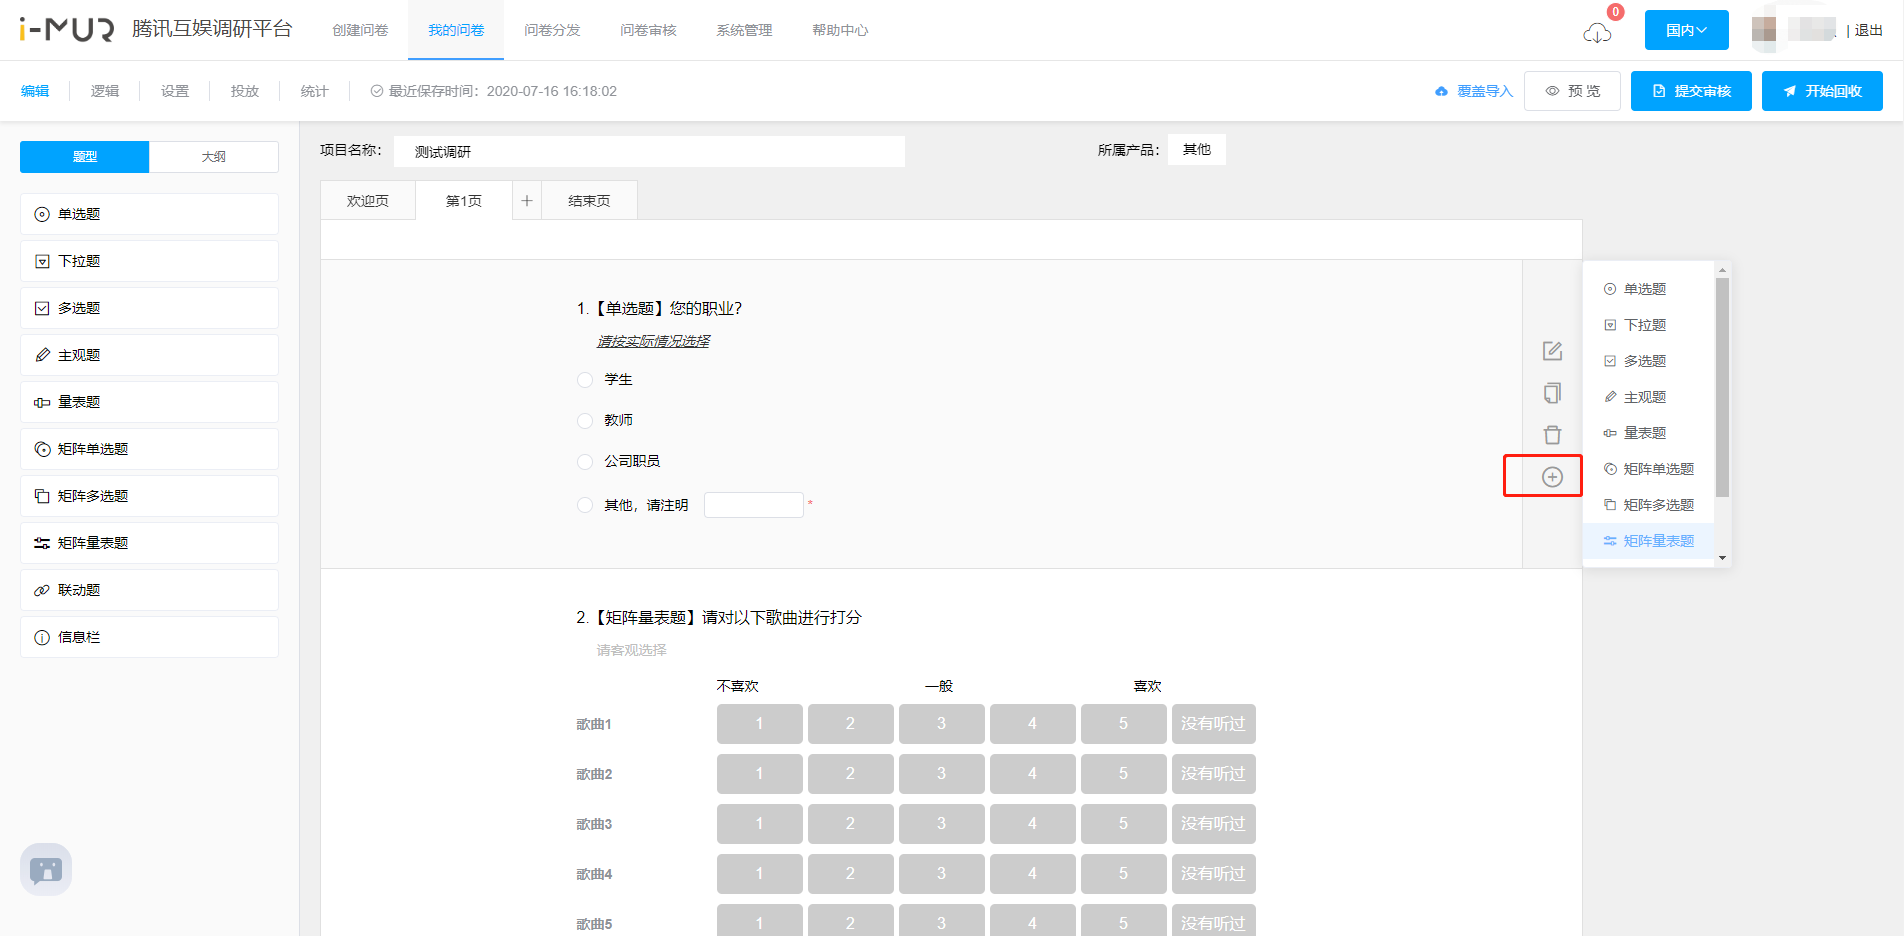 i-MUR 腾讯互娱调研平台 创建问卷 我的问卷 问卷分发 问卷审核 系统管理 帮助中心 0 国内 | 退出
编辑 逻辑 设置 投放 统计 最近保存时间：2020-07-16 16:18:02 覆盖导入 预 览 提交审核 开始回收
题型 大纲
单选题
下拉题
多选题
主观题
量表题
矩阵单选题
矩阵多选题
矩阵量表题
联动题
信息栏
项目名称： 测试调研 所属产品： 其他
欢迎页 第1页 + 结束页
1.【单选题】您的职业?
请按实际情况选择
学生
教师
公司职员
其他，请注明 *
单选题
下拉题
多选题
主观题
量表题
矩阵单选题
矩阵多选题
矩阵量表题
2.【矩阵量表题】请对以下歌曲进行打分
请客观选择
不喜欢 一般 喜欢
歌曲1 1 2 3 4 5 没有听过
歌曲2 1 2 3 4 5 没有听过
歌曲3 1 2 3 4 5 没有听过
歌曲4 1 2 3 4 5 没有听过
歌曲5 1 2 3 4 5 没有听过